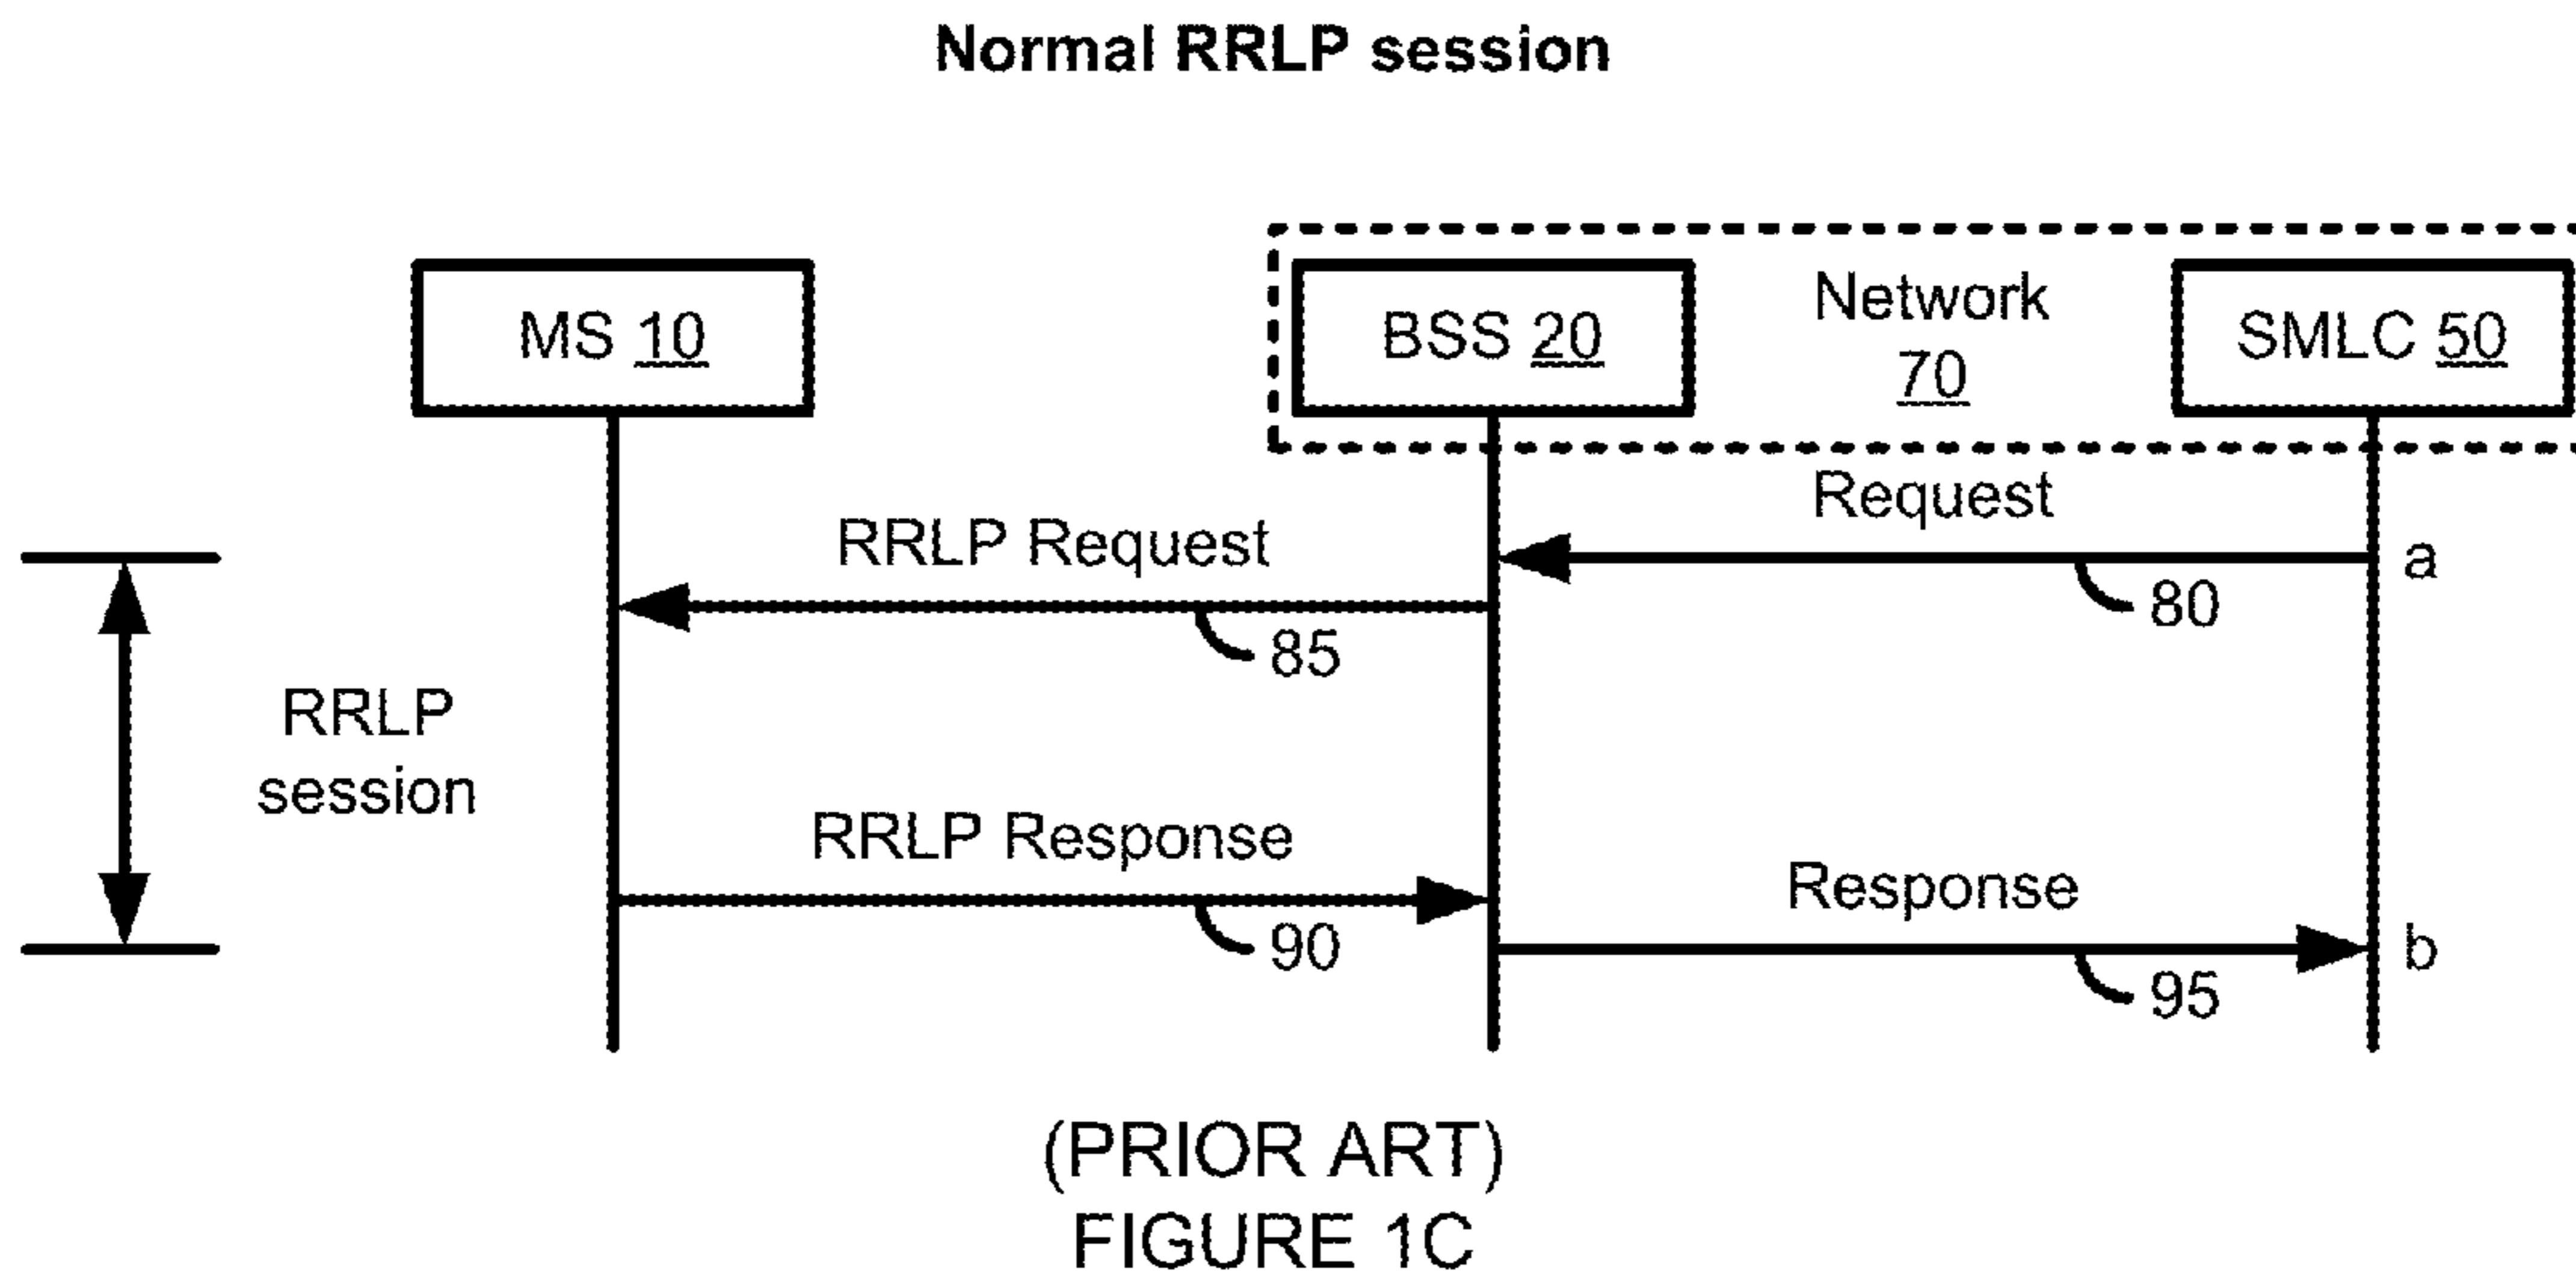 Normal RRLP session
MS 10
BSS 20
Network
70
SMLC 50
Request
a
80
RRLP Request
85
RRLP
session
RRLP Response
90
Response
b
95
(PRIOR ART)
FIGURE 1C